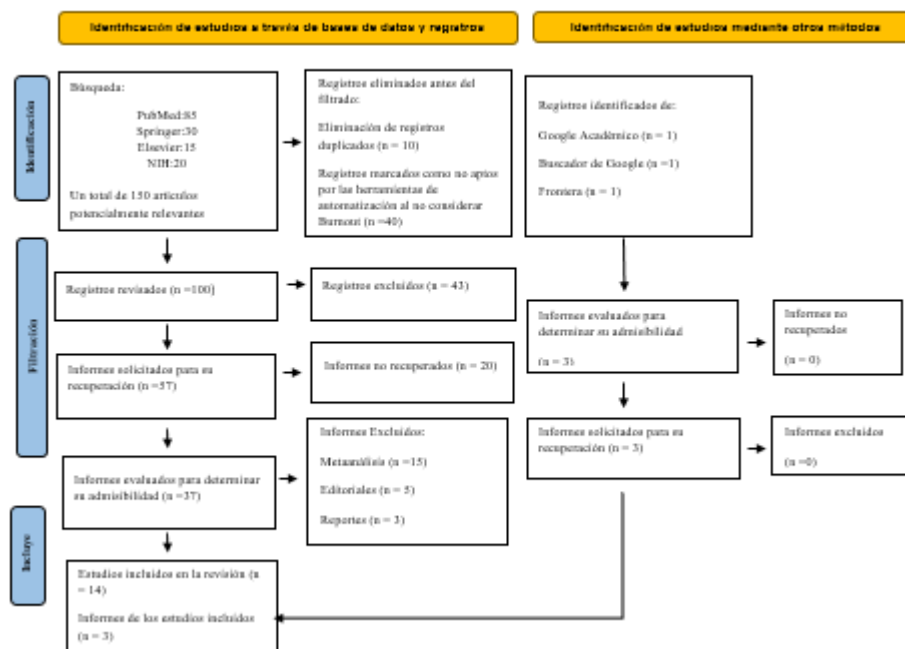 Identificación de estudios a través de bases de datos y registros
Identificación de estudios mediante otros métodos
Identificación
Búsqueda:
PubMed:85
Springer:30
Elsevier:15
NIH:20
Un total de 150 artículos
potencialmente relevantes
Registros eliminados antes del
filtrado:
Eliminación de registros
duplicados (n = 10)
Registros marcados como no aptos
por las herramientas de
automatización al no considerar
Burnout (n =40)
Registros identificados de:
Google Académico (n = 1)
Buscador de Google (n =1)
Frontera (n = 1)
Filtración
Registros revisados (n =100)
Registros excluidos (n = 43)
Informes solicitados para su
recuperación (n =57)
Informes no recuperados (n = 20)
Informes evaluados para determinar
su admisibilidad (n =37)
Informes Excluidos:
Metaanálisis (n =15)
Editoriales (n = 5)
Reportes (n = 3)
Informes evaluados para
determinar su admisibilidad
(n = 3)
Informes no
recuperados
(n = 0)
Informes solicitados para su
recuperación (n = 3)
Informes excluidos
(n =0)
Incluye
Estudios incluidos en la revisión (n
= 14)
Informes de los estudios incluidos
(n = 3)